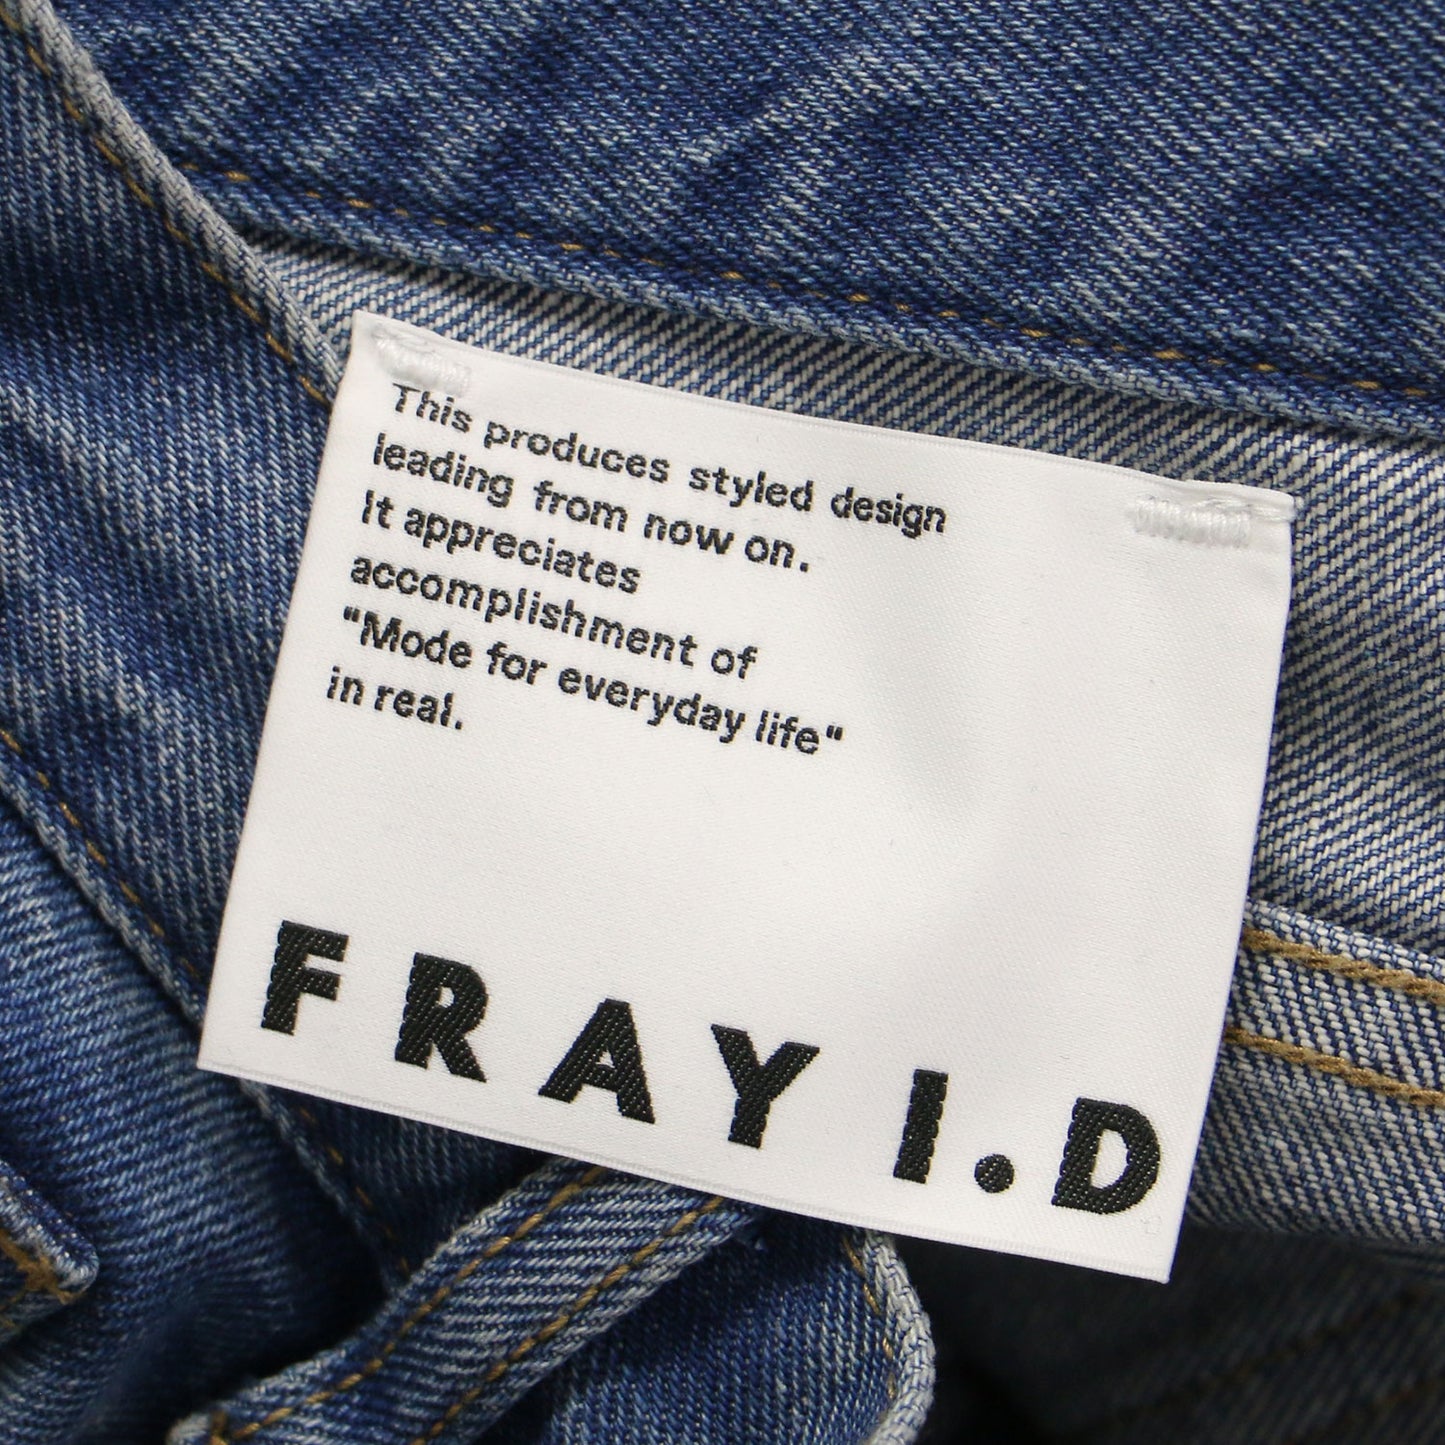 This produces styled design
leading from now on.
It appreciates
accomplishment of
"Mode for everyday life"
in real.
FRAY I.D